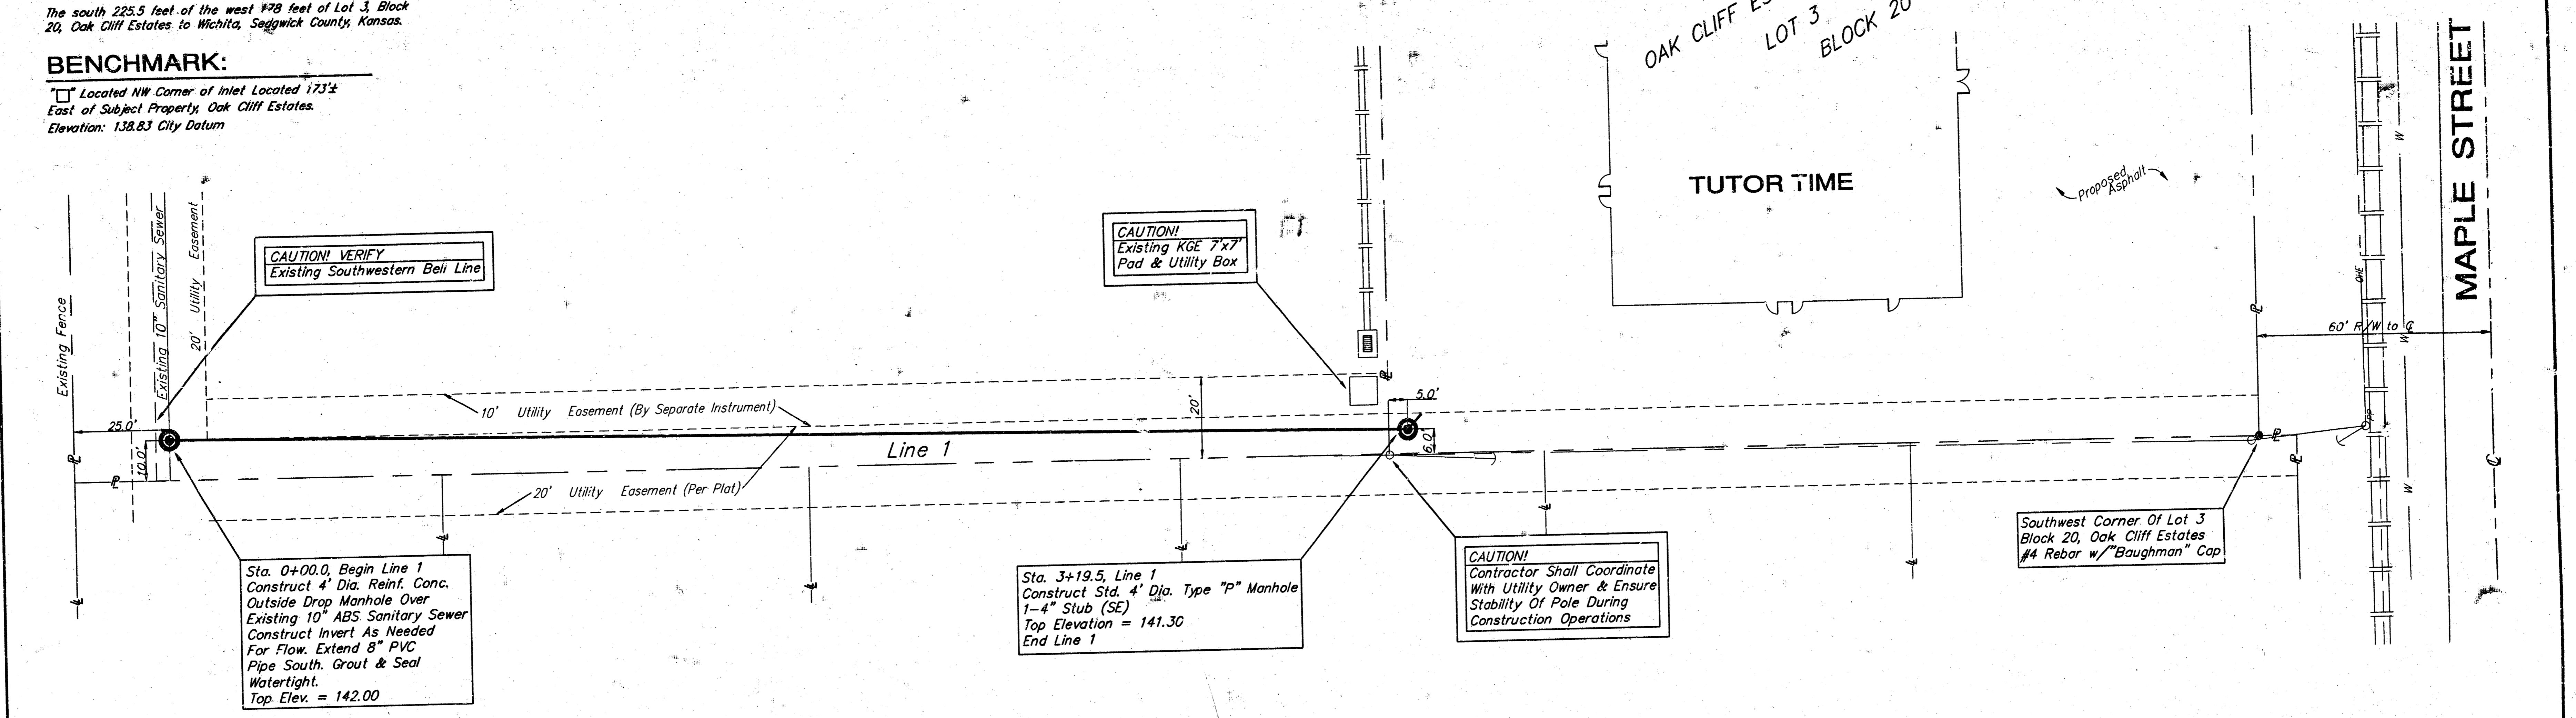 The south 225.5 feet of the west 178 feet of Lot 3, Block
20, Oak Cliff Estates to Wichita, Sedgwick County, Kansas.
BENCHMARK:
"□" Located NW Corner of Inlet Located 173'±
East of Subject Property, Oak Cliff Estates.
Elevation: 138.83 City Datum
OAK CLIFF
LOT 3
BLOCK 20
TUTOR TIME
Proposed
Asphalt
MAPLE STREET
60' R/W to ℄
W
W
W
OHE
PP
Existing Fence
Existing 10" Sanitary Sewer
20' Utility Easement
CAUTION! VERIFY
Existing Southwestern Bell Line
CAUTION!
Existing KGE 7'x7'
Pad & Utility Box
25.0'
10.0'
10' Utility Easement (By Separate Instrument)
20'
5.0'
6.0'
Line 1
20' Utility Easement (Per Plat)
Sta. 0+00.0, Begin Line 1
Construct 4' Dia. Reinf. Conc.
Outside Drop Manhole Over
Existing 10" ABS Sanitary Sewer
Construct Invert As Needed
For Flow. Extend 8" PVC
Pipe South. Grout & Seal
Watertight.
Top Elev. = 142.00
Sta. 3+19.5, Line 1
Construct Std. 4' Dia. Type "P" Manhole
1-4" Stub (SE)
Top Elevation = 141.30
End Line 1
CAUTION!
Contractor Shall Coordinate
With Utility Owner & Ensure
Stability Of Pole During
Construction Operations
Southwest Corner Of Lot 3
Block 20, Oak Cliff Estates
#4 Rebar w/"Baughman" Cap